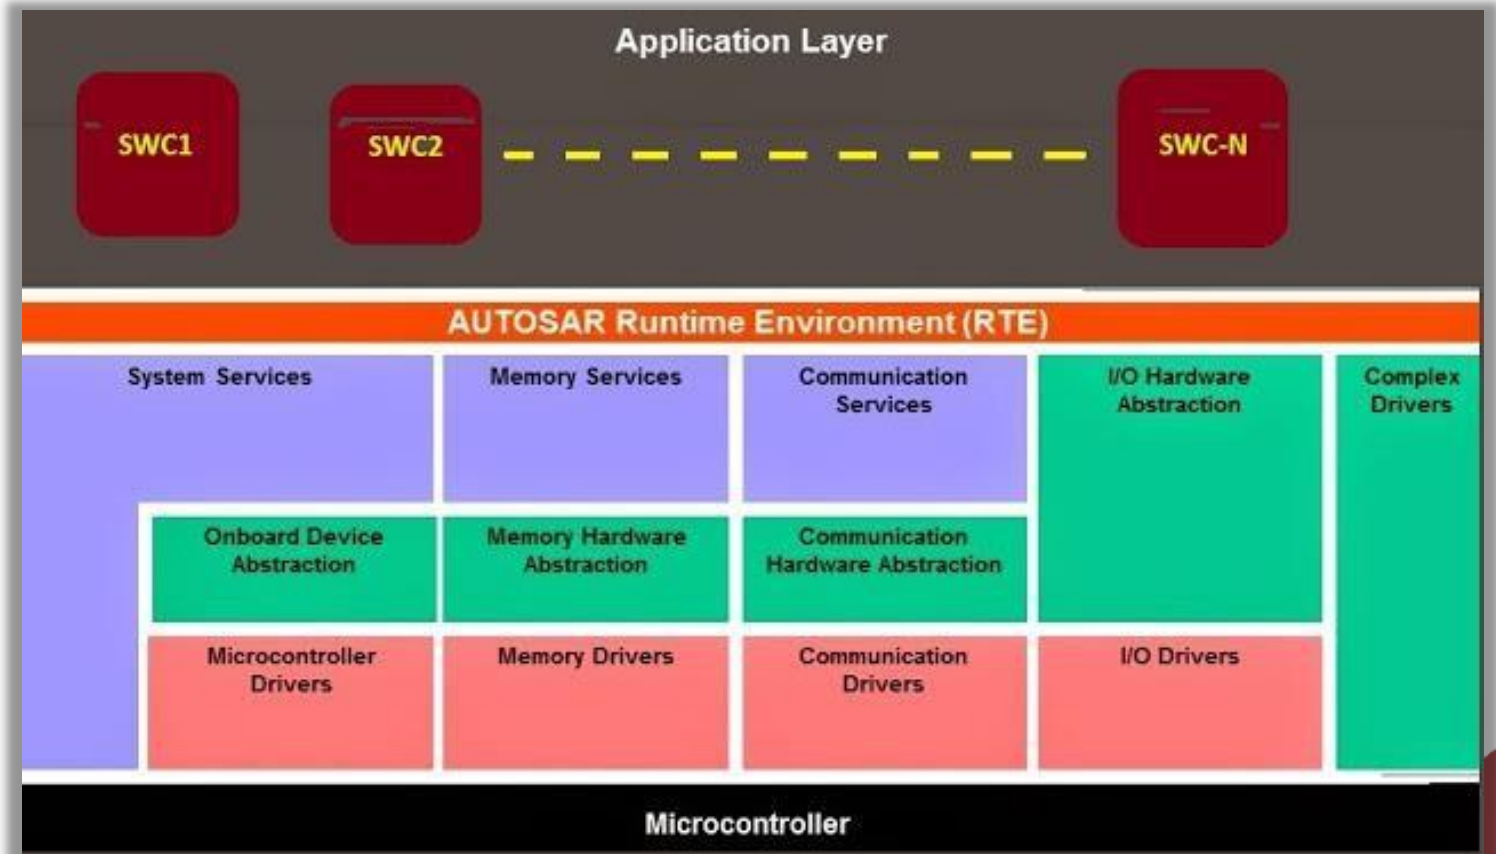 Application Layer
SWC1
SWC2
SWC-N
AUTOSAR Runtime Environment (RTE)
System Services
Memory Services
Communication
Services
I/O Hardware
Abstraction
Complex
Drivers
Onboard Device
Abstraction
Memory Hardware
Abstraction
Communication
Hardware Abstraction
Microcontroller
Drivers
Memory Drivers
Communication
Drivers
I/O Drivers
Microcontroller